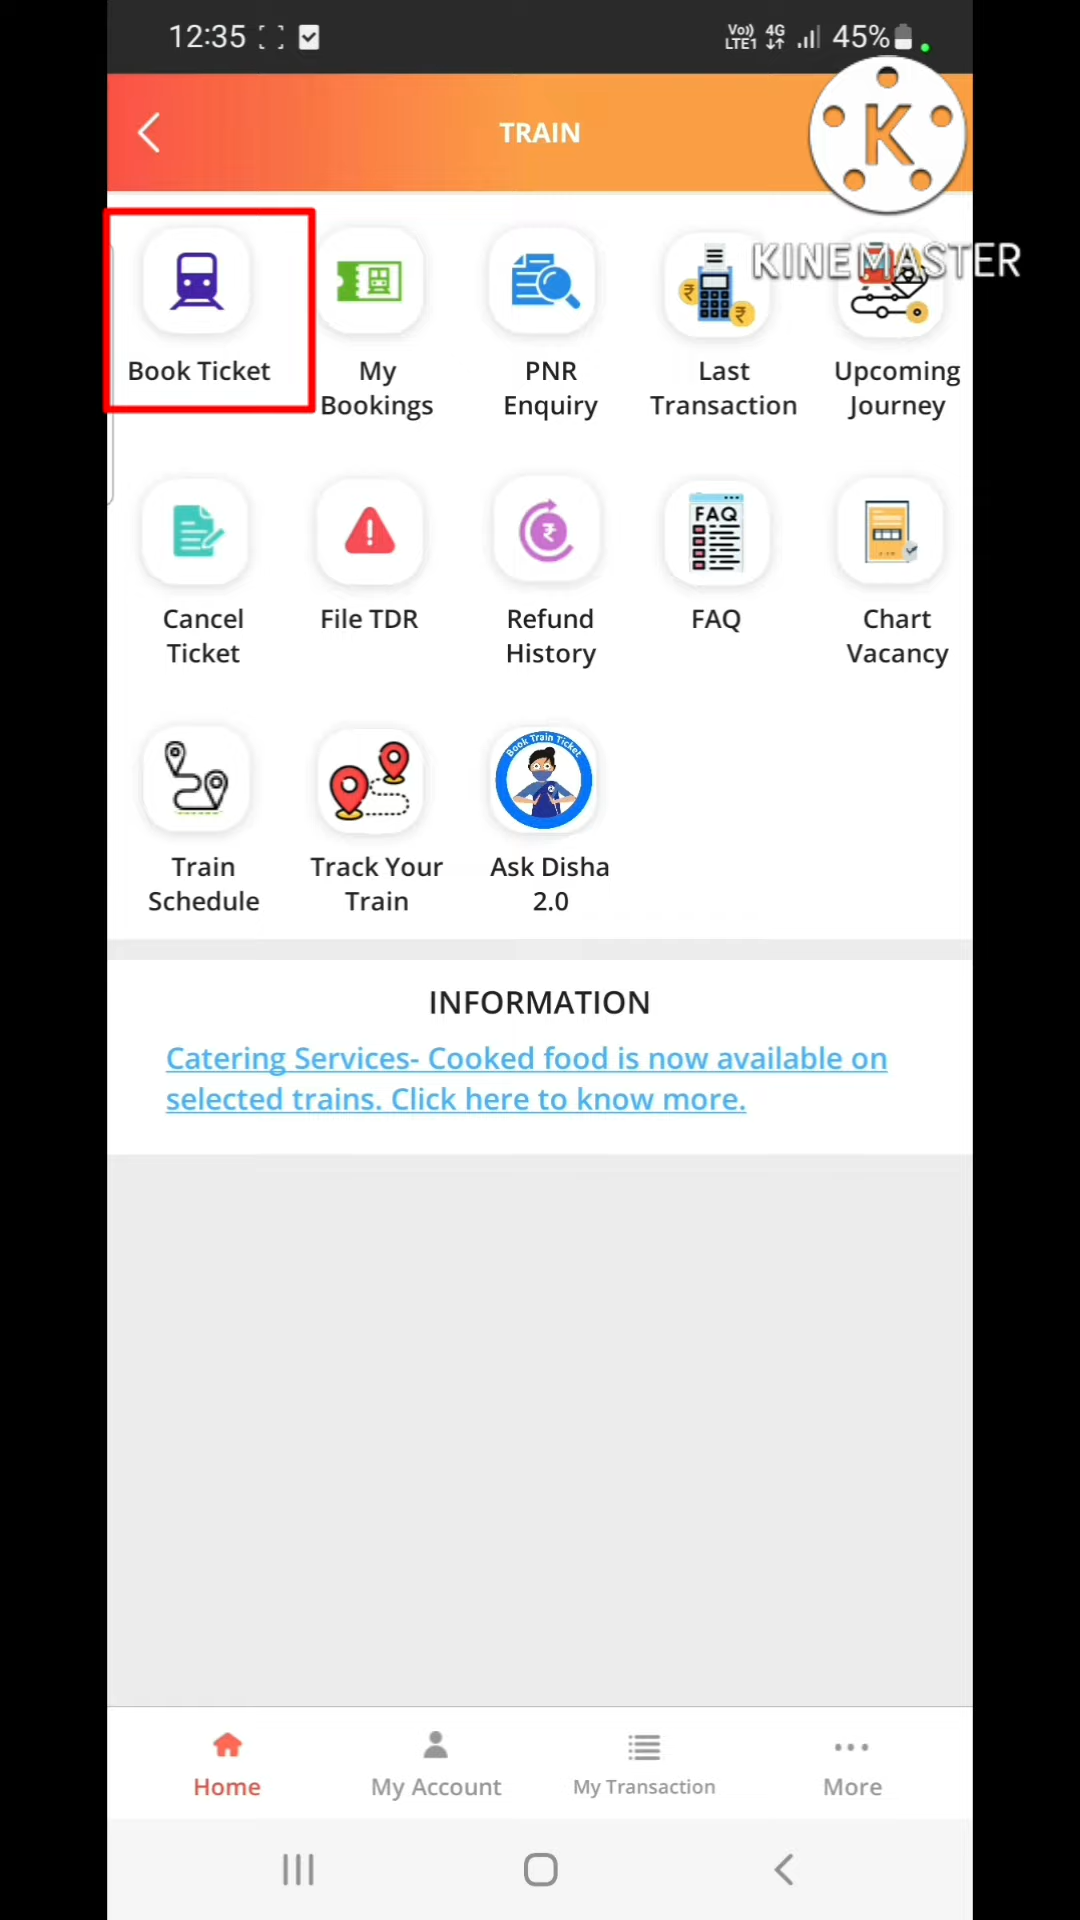 12:35
Vo)) LTE1 4G 45%
TRAIN
K
KINEMASTER
Book Ticket
My Bookings
PNR Enquiry
Last Transaction
Upcoming Journey
FAQ
Cancel Ticket
File TDR
Refund History
FAQ
Chart Vacancy
Book Train Ticket
Train Schedule
Track Your Train
Ask Disha 2.0
INFORMATION
Catering Services- Cooked food is now available on
selected trains. Click here to know more.
Home
My Account
My Transaction
More